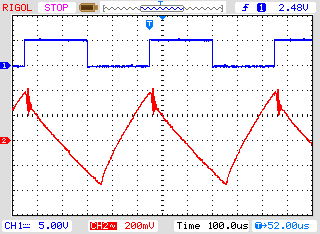 RIGOL STOP T f 1 2.48V
T
1
2
CH1= 5.00V CH2~ 200mV Time 100.0us T→52.00us